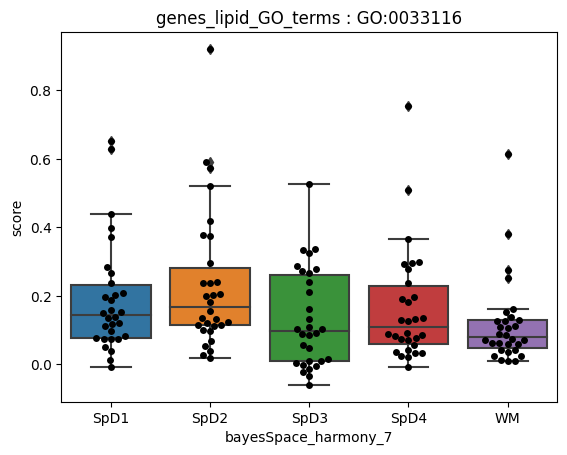 genes_lipid_GO_terms : GO:0033116
score
0.8
0.6
0.4
0.2
0.0
SpD1 SpD2 SpD3 SpD4 WM
bayesSpace_harmony_7